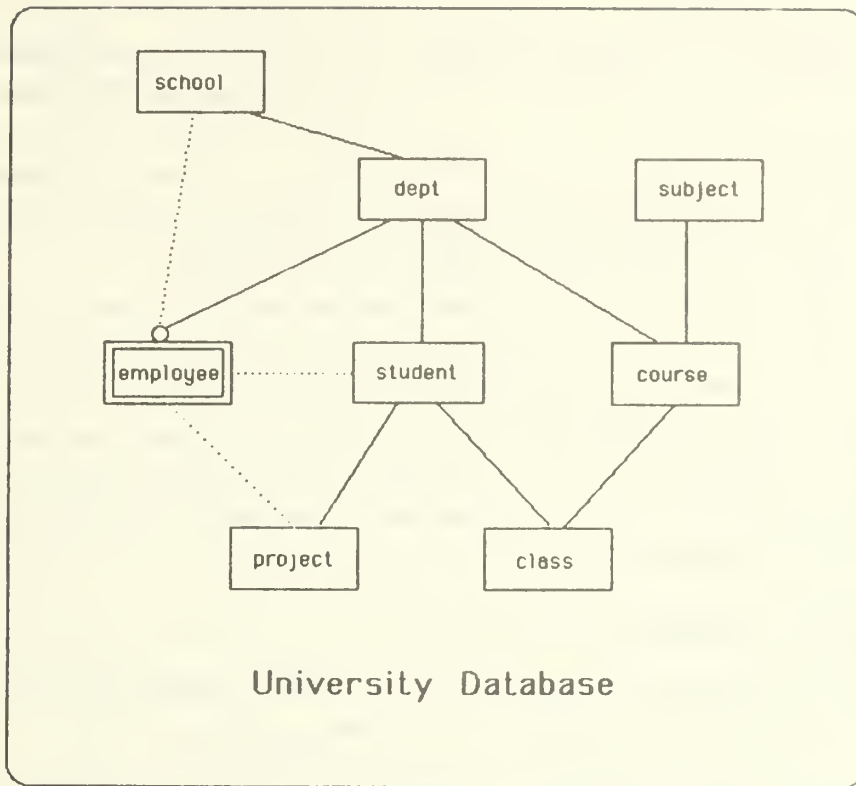 school
dept
subject
employee
student
course
project
class
University Database